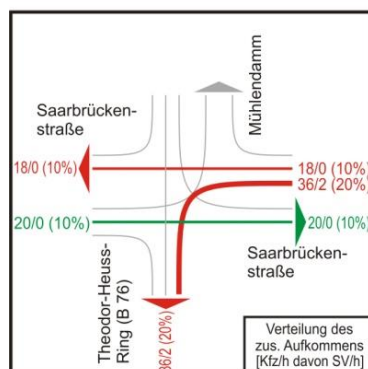 Saarbrücken-
straße
Mühlendamm
18/0 (10%)
18/0 (10%)
36/2 (20%)
20/0 (10%)
20/0 (10%)
Saarbrücken-
straße
Theodor-Heuss-
Ring (B 76)
36/2 (20%)
Verteilung des
zus. Aufkommens
[Kfz/h davon SV/h]